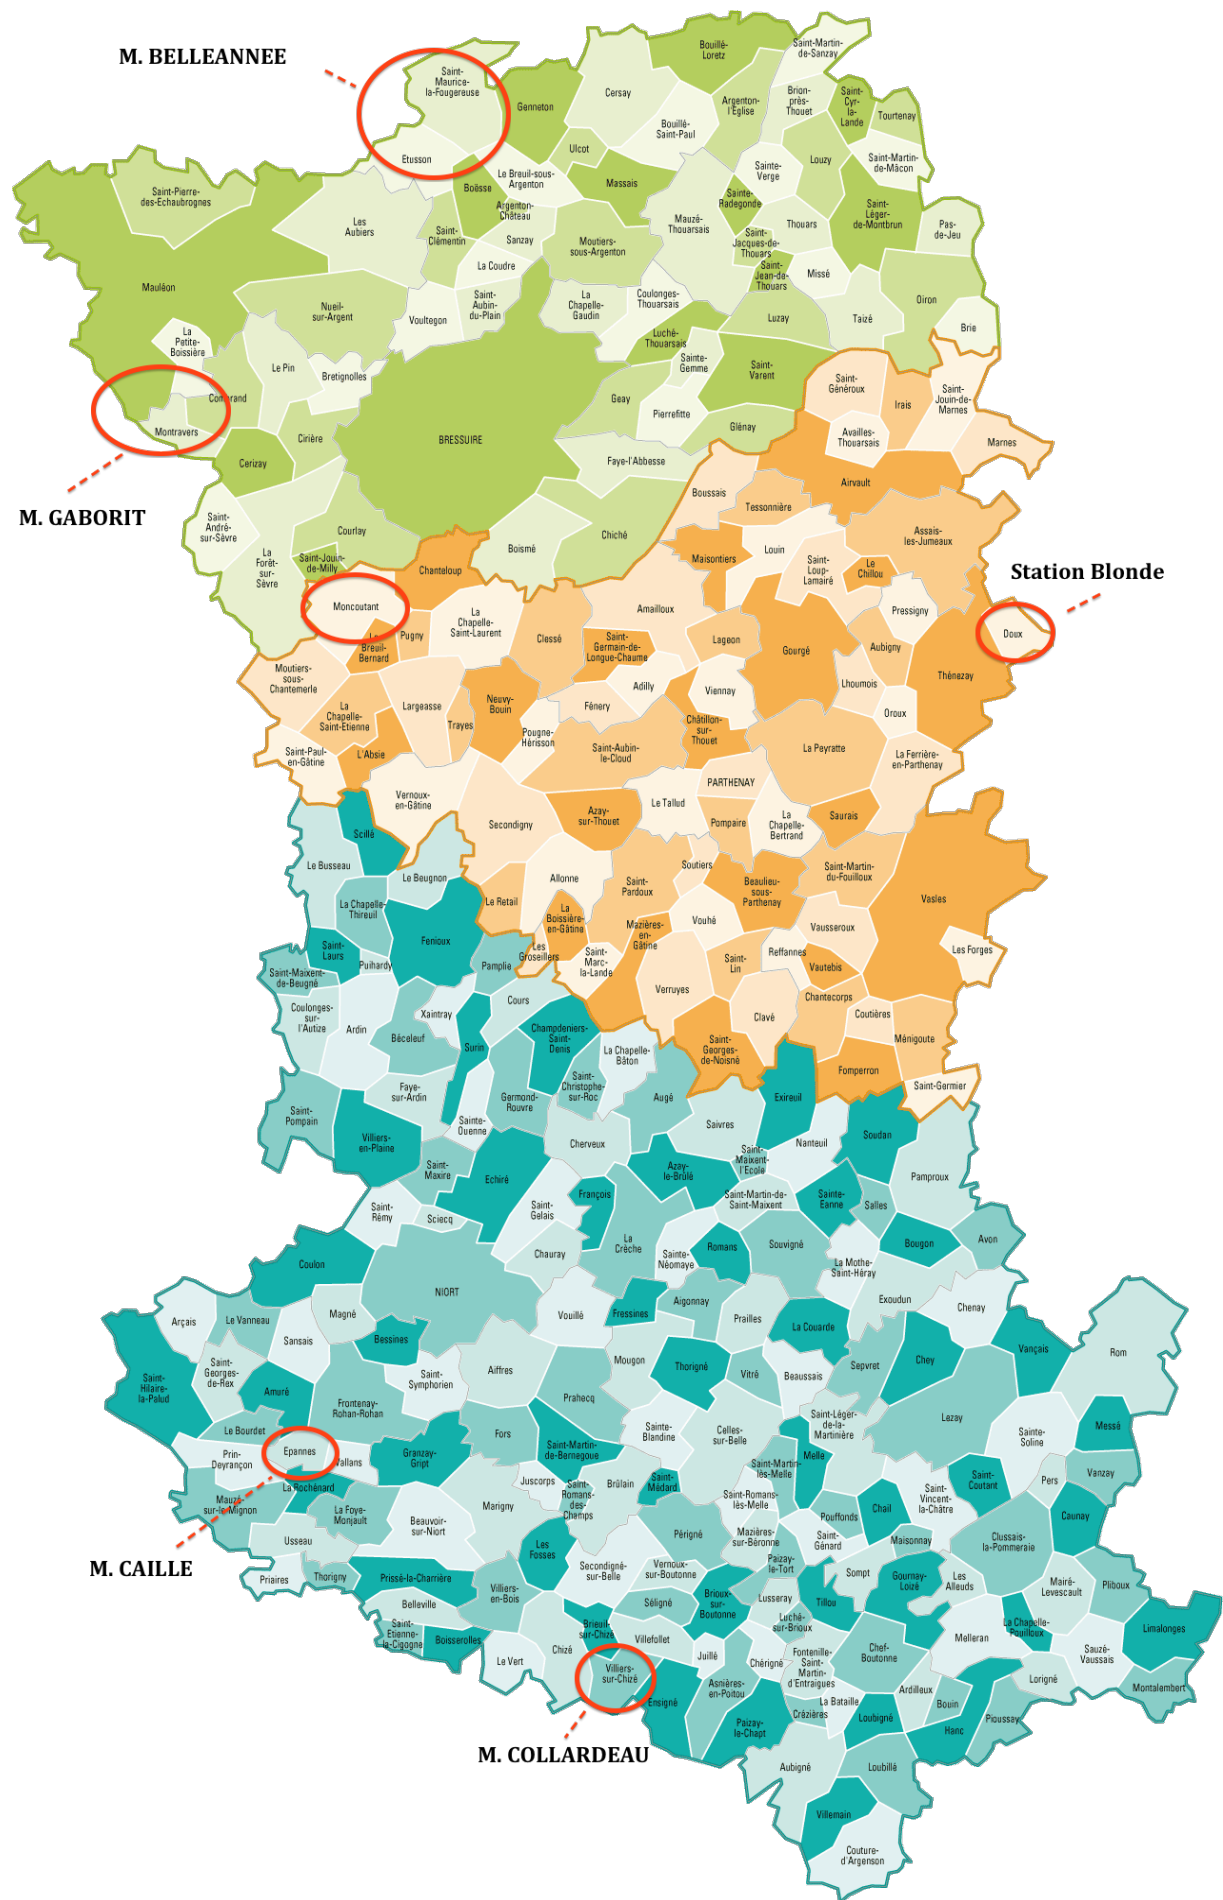 M. BELLEANNEE
Saint-
Maurice-
la-Fougereuse
Genneton
Cersay
Bouillé-
Loretz
Saint-Martin-
de-Sanzay
Argenton-
l'Eglise
Brion-
près-
Thouet
Saint-
Cyr-
la-
Lande
Tourtenay
Bouillé-
Saint-Paul
Etusson
Ulcot
Louzy
Saint-Martin-
de-Mâcon
Le Breuil-sous-
Argenton
Boësse
Massais
Sainte-
Verge
Saint-Pierre-
des-Echaubrognes
Sainte-
Radegonde
Saint-
Léger-
de-Montbrun
Les
Aubiers
Argenton-
Château
Mauzé-
Thouarsais
Thouars
Pas-
de-Jeu
Saint-
Clémentin
Sanzay
Moutiers-
sous-Argenton
Saint-
Jacques-de-
Thouars
La Coudre
Saint-
Jean-de-
Thouars
Missé
Mauléon
Nueil-
sur-Argent
Voultegon
Saint-
Aubin-
du-Plain
La
Chapelle-
Gaudin
Coulonges-
Thouarsais
Luzay
Taizé
Oiron
Brie
La
Petite-
Boissière
Le Pin
Bretignolles
Luché-
Thouarsais
Sainte-
Gemme
Saint-
Varent
Saint-
Généroux
Irais
Saint-
Jouin-de-
Marnes
Combrand
Geay
Pierrefitte
Glénay
Availles-
Thouarsais
Marnes
Montravers
Cirière
BRESSUIRE
Cerizay
Faye-l'Abbesse
Airvault
M. GABORIT
Saint-
André-
sur-Sèvre
La
Forêt-
sur-
Sèvre
Courlay
Saint-Jouin-
de-Milly
Boismé
Chiché
Boussais
Tessonnière
Assais-
les-Jumeaux
Maisontiers
Louin
Saint-
Loup-
Lamairé
Le
Chillou
Station Blonde
Chanteloup
Moncoutant
La
Chapelle-
Saint-Laurent
Amailloux
Pressigny
Doux
Le
Breuil-
Bernard
Pugny
Clessé
Saint-
Germain-de-
Longue-Chaume
Lageon
Gourgé
Aubigny
Thénezay
Moutiers-
sous-
Chantemerle
Adilly
Viennay
Lhoumois
La
Chapelle-
Saint-Etienne
Largeasse
Trayes
Neuvy-
Bouin
Fénery
Oroux
Pougne-
Hérisson
Châtillon-
sur-
Thouet
Saint-Paul-
en-Gâtine
L'Absie
Saint-Aubin-
le-Cloud
La Peyratte
La Ferrière-
en-Parthenay
PARTHENAY
Vernoux-
en-Gâtine
Secondigny
Azay-
sur-Thouet
Le Tallud
Pompaire
La
Chapelle-
Bertrand
Saurais
Scillé
Le Busseau
Le Beugnon
Allonne
Saint-
Pardoux
Soutiers
Beaulieu-
sous-
Parthenay
Saint-Martin-
du-Fouilloux
Vasles
La Chapelle-
Thireuil
Le Retail
La
Boissière-
en-Gâtine
Mazières-
en-
Gâtine
Vouhé
Vausseroux
Saint-
Laurs
Fenioux
Les
Groseillers
Saint-
Marc-
la-Lande
Saint-
Lin
Reffannes
Vautebis
Les Forges
Puihardy
Pamplie
Saint-Maixent-
de-Beugné
Verruyes
Clavé
Chantecorps
Coutières
Ménigoute
Coulonges-
sur-
l'Autize
Ardin
Béceleuf
Xaintray
Cours
Surin
Champdeniers-
Saint-
Denis
La Chapelle-
Bâton
Saint-
Georges-
de-Noisné
Fomperron
Saint-Germier
Saint-
Pompain
Faye-
sur-Ardin
Germond-
Rouvre
Saint-
Christophe-
sur-Roc
Augé
Exireuil
Saivres
Villiers-
en-Plaine
Sainte-
Ouenne
Cherveux
Nanteuil
Soudan
Saint-
Maixent-
l'Ecole
Pamproux
Saint-
Maxire
Echiré
François
Azay-
le-Brûlé
Saint-Martin-de-
Saint-Maixent
Sainte-
Eanne
Salles
Saint-
Rémy
Sciecq
Saint-
Gelais
Chauray
La
Crèche
Sainte-
Néomaye
Romans
Souvigné
La Mothe-
Saint-Héray
Bougon
Avon
Coulon
NIORT
Vouillé
Fressines
Aigonnay
Prailles
La Couarde
Exoudun
Chenay
Arçais
Le Vanneau
Magné
Sansais
Bessines
Mougon
Thorigné
Vitré
Beaussais
Sepvret
Chey
Vançais
Rom
Saint-
Hilaire-
la-Palud
Saint-
Georges-
de-Rex
Amuré
Saint-
Symphorien
Aiffres
Prahecq
Frontenay-
Rohan-Rohan
Saint-Léger-
de-la-
Martinière
Lezay
Sainte-
Soline
Messé
Le Bourdet
Fors
Sainte-
Blandine
Celles-
sur-Belle
Epannes
Vallans
Granzay-
Gript
Saint-Martin-
de-Bernegoue
Melle
Prin-
Deyrançon
La Rochénard
Juscorps
Saint-
Romans-
des-
Champs
Brûlain
Saint-
Médard
Saint-Martin-
lès-Melle
Saint-
Coutant
Pers
Vanzay
Mauzé-
sur-le-Mignon
La Foye-
Monjault
Beauvoir-
sur-Niort
Marigny
Saint-Romans-
lès-Melle
Pouffonds
Chail
Saint-
Vincent-
la-Châtre
Caunay
Usseau
Périgné
Mazières-
sur-Béronne
Saint-
Génard
Maisonnay
Clussais-
la-Pommeraie
Les
Fosses
Secondigné-
sur-Belle
Vernoux-
sur-Boutonne
Paizay-
le-Tort
Sompt
Gournay-
Loizé
Les
Alleuds
Mairé-
Levescault
Pliboux
M. CAILLE
Priaires
Thorigny
Prissé-la-Charrière
Villiers-
en-Bois
Séligné
Brioux-
sur-
Boutonne
Lusseray
Tillou
Belleville
Luché-
sur-Brioux
La Chapelle-
Pouilloux
Limalonges
Saint-
Etienne-
la-Cigogne
Boisserolles
Le Vert
Chizé
Brieuil-
sur-Chizé
Villefollet
Juillé
Chérigné
Fontenille-
Saint-
Martin-
d'Entraigues
Chef-
Boutonne
Melleran
Sauzé-
Vaussais
Villiers-
sur-Chizé
Ensigné
Asnières-
en-Poitou
Ardilleux
Lorigné
Montalembert
M. COLLARDEAU
Paizay-
le-Chapt
Crézières
La Bataille
Loubigné
Bouin
Hanc
Pioussay
Aubigné
Loubillé
Villemain
Couture-
d'Argenson